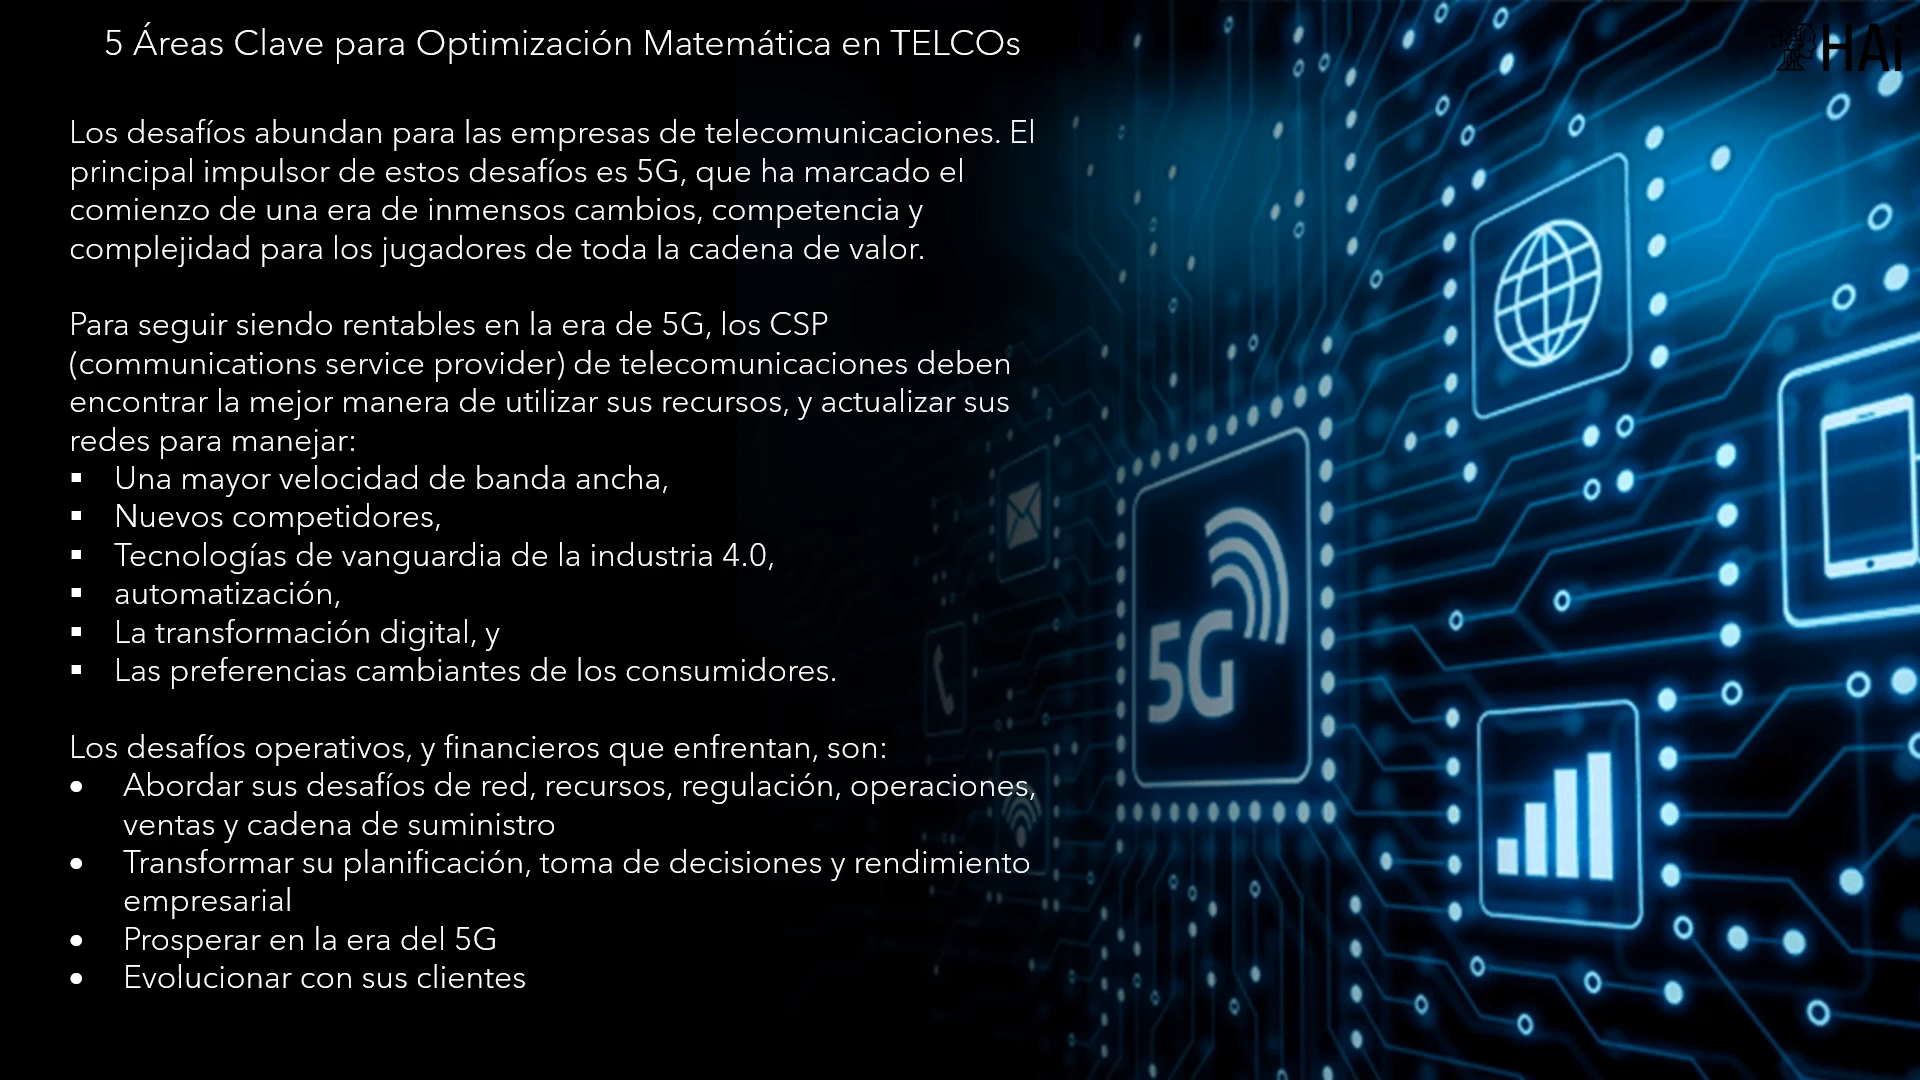 5 Áreas Clave para Optimización Matemática en TELCOs
HAi
Los desafíos abundan para las empresas de telecomunicaciones. El
principal impulsor de estos desafíos es 5G, que ha marcado el
comienzo de una era de inmensos cambios, competencia y
complejidad para los jugadores de toda la cadena de valor.
Para seguir siendo rentables en la era de 5G, los CSP
(communications service provider) de telecomunicaciones deben
encontrar la mejor manera de utilizar sus recursos, y actualizar sus
redes para manejar:
▪ Una mayor velocidad de banda ancha,
▪ Nuevos competidores,
▪ Tecnologías de vanguardia de la industria 4.0,
▪ automatización,
▪ La transformación digital, y
▪ Las preferencias cambiantes de los consumidores.
Los desafíos operativos, y financieros que enfrentan, son:
• Abordar sus desafíos de red, recursos, regulación, operaciones,
ventas y cadena de suministro
• Transformar su planificación, toma de decisiones y rendimiento
empresarial
• Prosperar en la era del 5G
• Evolucionar con sus clientes
5G